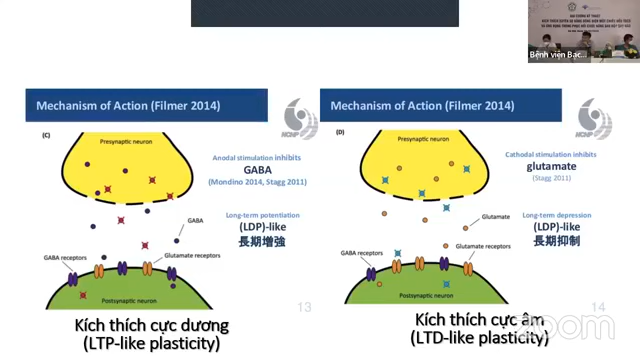 Bệnh viện Bạc...
Mechanism of Action (Filmer 2014)
NCNP
(C)
Presynaptic neuron
GABA
GABA receptors
Glutamate receptors
Postsynaptic neuron
Anodal stimulation inhibits
GABA
(Mondino 2014, Stagg 2011)
Long-term potentiation
(LDP)-like
長期増強
13
Kích thích cực dương
(LTP-like plasticity)
Mechanism of Action (Filmer 2014)
NCNP
(D)
Presynaptic neuron
Glutamate
GABA receptors
Glutamate receptors
Postsynaptic neuron
Cathodal stimulation inhibits
glutamate
(Stagg 2011)
Long-term depression
(LDP)-like
長期抑制
14
Kích thích cực âm
(LTD-like plasticity)
zoom